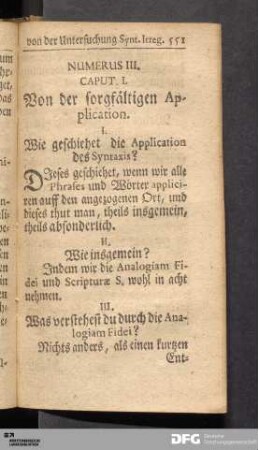 von der Untersuchung Synt. Irreg. 551
NUMERUS III.
CAPUT. I.
Von der sorgfältigen Ap-
plication.
I.
Wie geschiehet die Application
des Syntaxis?
DIeses geschiehet, wenn wir alle
Phrases und Wörter applici-
ren auff den angezogenen Ort, und
dieses thut man, theils insgemein,
theils absonderlich.
II.
Wie insgemein?
Indem wir die Analogiam Fi-
dei und Scripturæ S. wohl in acht
nehmen.
III.
Was verstehest du durch die Ana-
logiam Fidei?
Nichts anders, als einen kurtzen
Ent-
DFG
Deutsche
Forschungsgemeinschaft